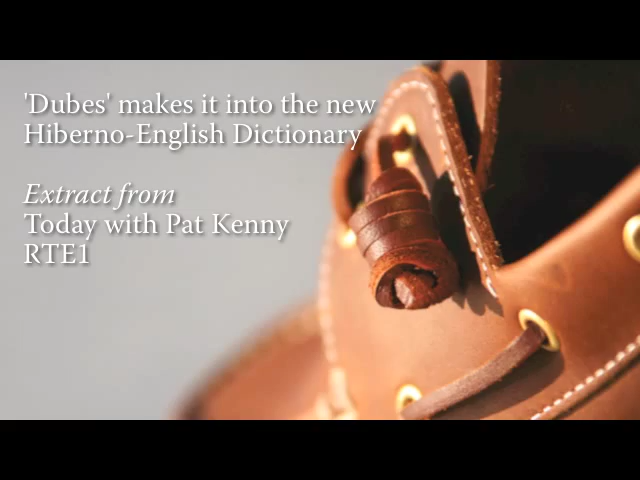 'Dubes' makes it into the new
Hiberno-English Dictionary
Extract from
Today with Pat Kenny
RTE1